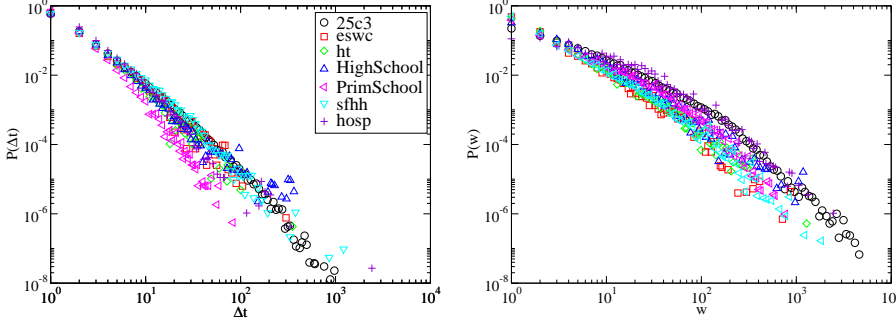 10^0
10^-2
10^-4
10^-6
10^-8
P(Δt)
10^0 10^1 10^2 10^3 10^4
Δt
25c3
eswc
ht
HighSchool
PrimSchool
sfhh
hosp
10^0
10^-2
10^-4
10^-6
10^-8
P(w)
10^0 10^1 10^2 10^3 10
w